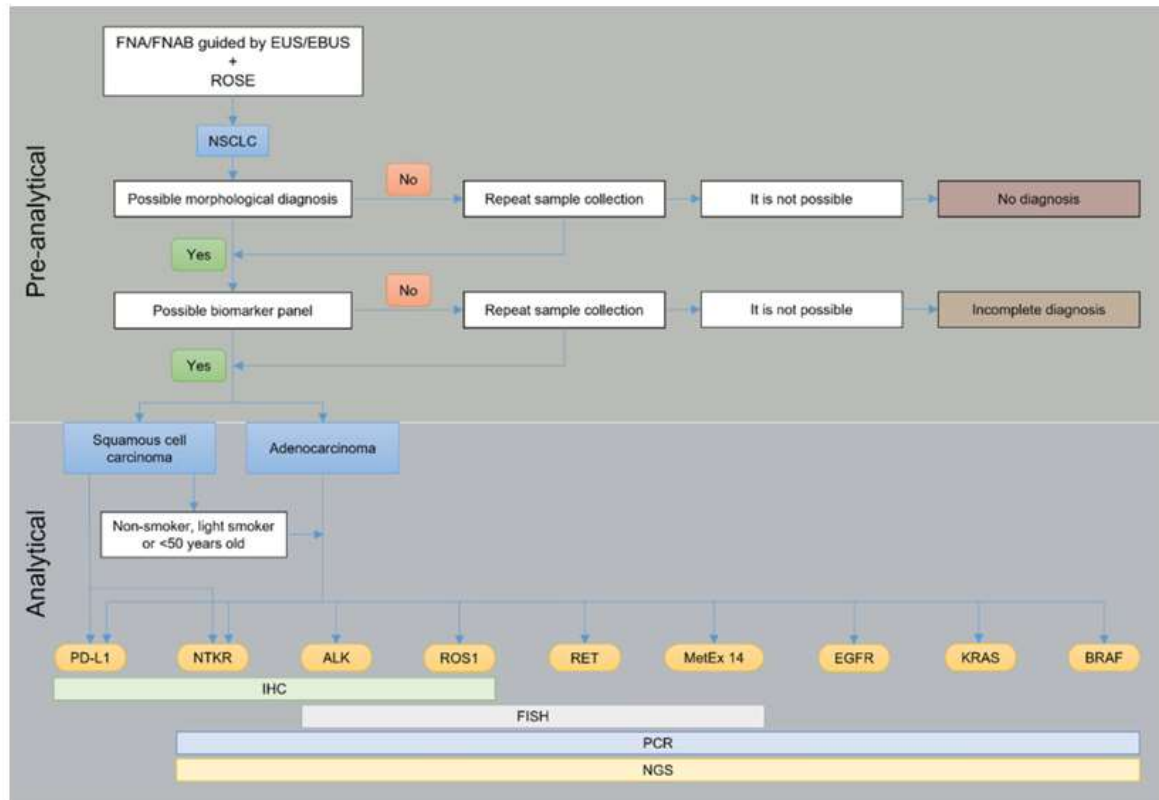 FNA/FNAB guided by EUS/EBUS
+
ROSE
Pre-analytical
NSCLC
Possible morphological diagnosis
No
Repeat sample collection
It is not possible
No diagnosis
Yes
Possible biomarker panel
No
Repeat sample collection
It is not possible
Incomplete diagnosis
Yes
Analytical
Squamous cell
carcinoma
Adenocarcinoma
Non-smoker, light smoker
or <50 years old
PD-L1
NTKR
ALK
ROS1
RET
MetEx 14
EGFR
KRAS
BRAF
IHC
FISH
PCR
NGS